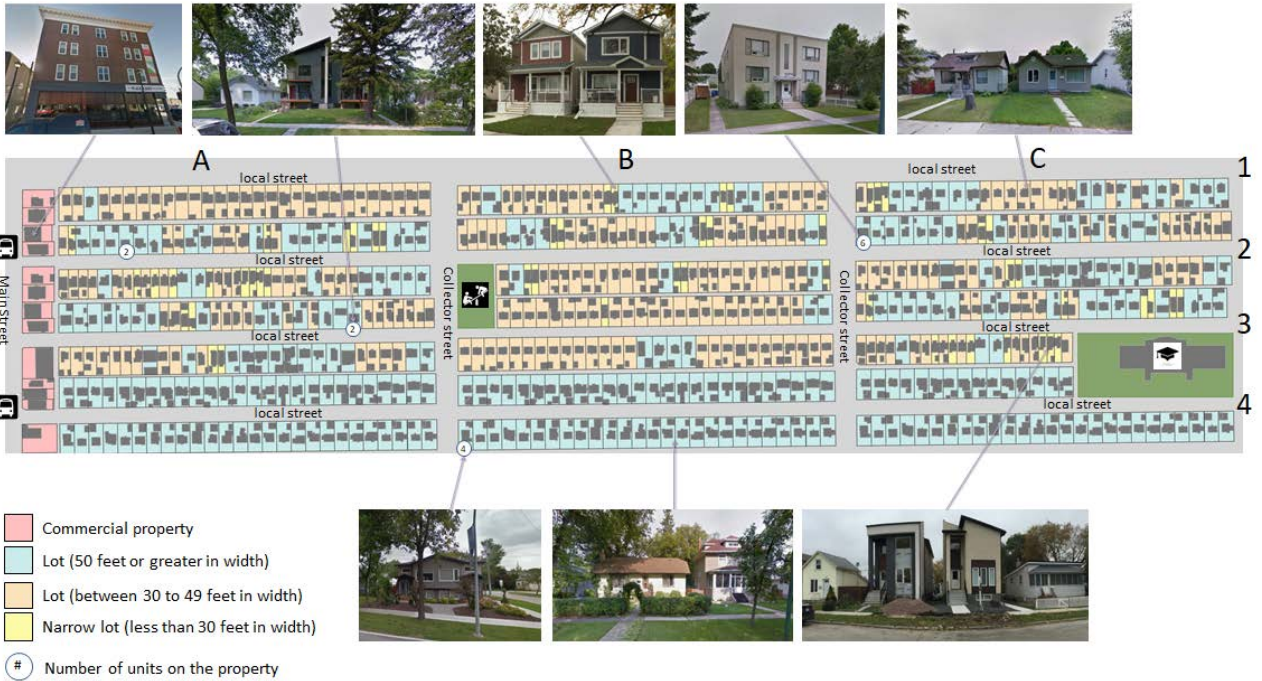 A
B
C
1
local street
local street
2
2
6
local street
local street
2
Main Street
Collector street
Collector street
local street
local street
3
2
local street
local street
4
4
Commercial property
Lot (50 feet or greater in width)
Lot (between 30 to 49 feet in width)
Narrow lot (less than 30 feet in width)
# Number of units on the property